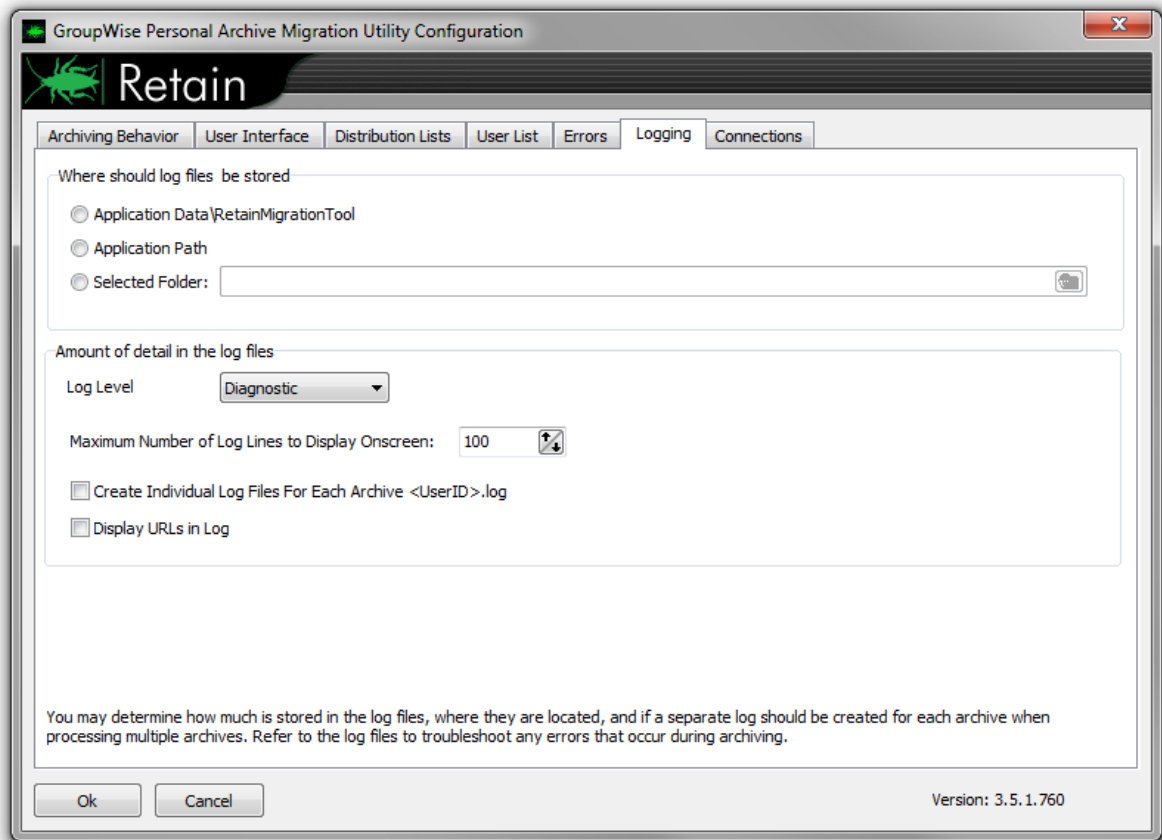 GroupWise Personal Archive Migration Utility Configuration
Retain
Archiving Behavior User Interface Distribution Lists User List Errors Logging Connections
Where should log files  be stored
Application Data\RetainMigrationTool
Application Path
Selected Folder:
Amount of detail in the log files
Log Level Diagnostic
Maximum Number of Log Lines to Display Onscreen: 100
Create Individual Log Files For Each Archive <UserID>.log
Display URLs in Log
You may determine how much is stored in the log files, where they are located, and if a separate log should be created for each archive when
processing multiple archives. Refer to the log files to troubleshoot any errors that occur during archiving.
Ok Cancel Version: 3.5.1.760